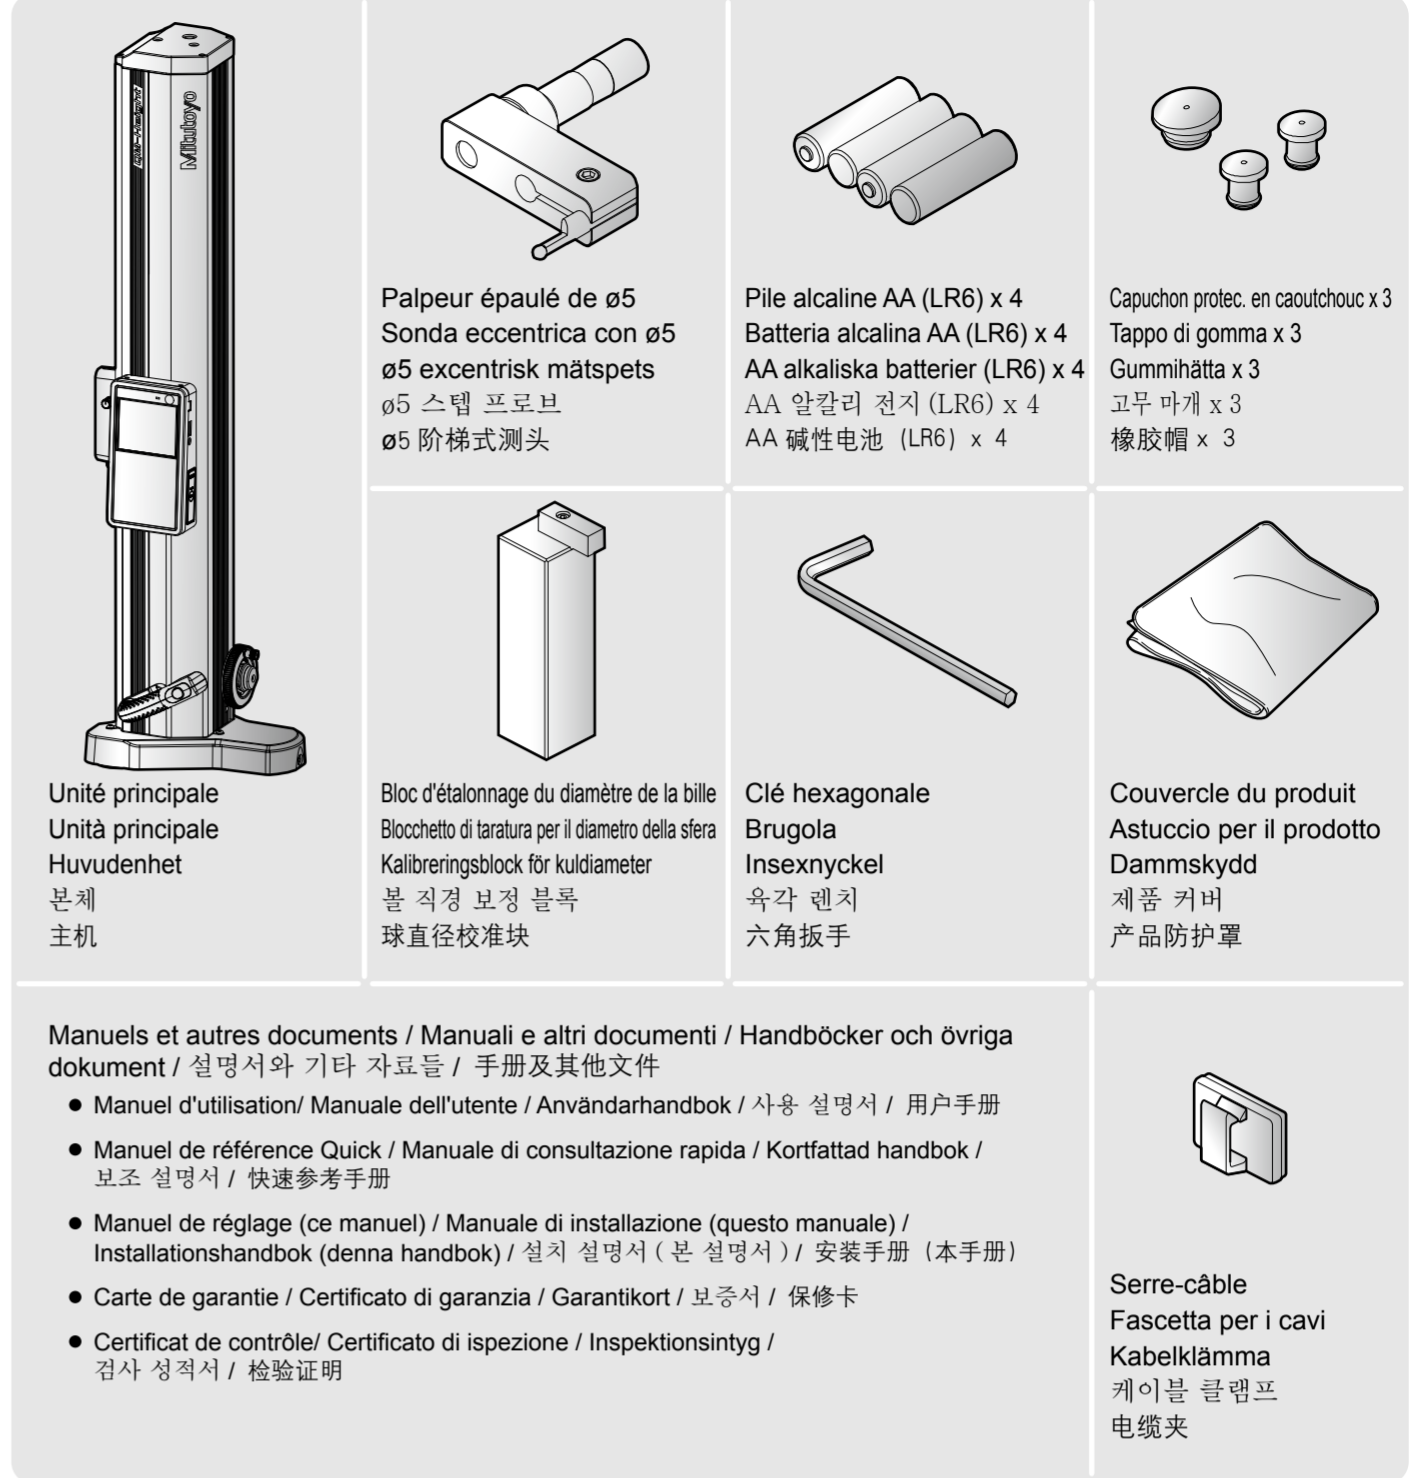 QM-Height
Mitutoyo
Palpeur épaulé de ø5
Sonda eccentrica con ø5
ø5 excentrisk mätspets
ø5 스텝 프로브
ø5 阶梯式测头
Pile alcaline AA (LR6) x 4
Batteria alcalina AA (LR6) x 4
AA alkaliska batterier (LR6) x 4
AA 알칼리 전지 (LR6) x 4
AA 碱性电池 (LR6) x 4
Capuchon protec. en caoutchouc x 3
Tappo di gomma x 3
Gummihätta x 3
고무 마개 x 3
橡胶帽 x 3
Unité principale
Unità principale
Huvudenhet
본체
主机
Bloc d'étalonnage du diamètre de la bille
Blocchetto di taratura per il diametro della sfera
Kalibreringsblock för kuldiameter
볼 직경 보정 블록
球直径校准块
Clé hexagonale
Brugola
Insexnyckel
육각 렌치
六角扳手
Couvercle du produit
Astuccio per il prodotto
Dammskydd
제품 커버
产品防护罩
Manuels et autres documents / Manuali e altri documenti / Handböcker och övriga
dokument / 설명서와 기타 자료들 / 手册及其他文件
● Manuel d'utilisation/ Manuale dell'utente / Användarhandbok / 사용 설명서 / 用户手册
● Manuel de référence Quick / Manuale di consultazione rapida / Kortfattad handbok /
보조 설명서 / 快速参考手册
● Manuel de réglage (ce manuel) / Manuale di installazione (questo manuale) /
Installationshandbok (denna handbok) / 설치 설명서 ( 본 설명서 ) / 安装手册 (本手册)
● Carte de garantie / Certificato di garanzia / Garantikort / 보증서 / 保修卡
● Certificat de contrôle/ Certificato di ispezione / Inspektionsintyg /
검사 성적서 / 检验证明
Serre-câble
Fascetta per i cavi
Kabelklämma
케이블 클램프
电缆夹